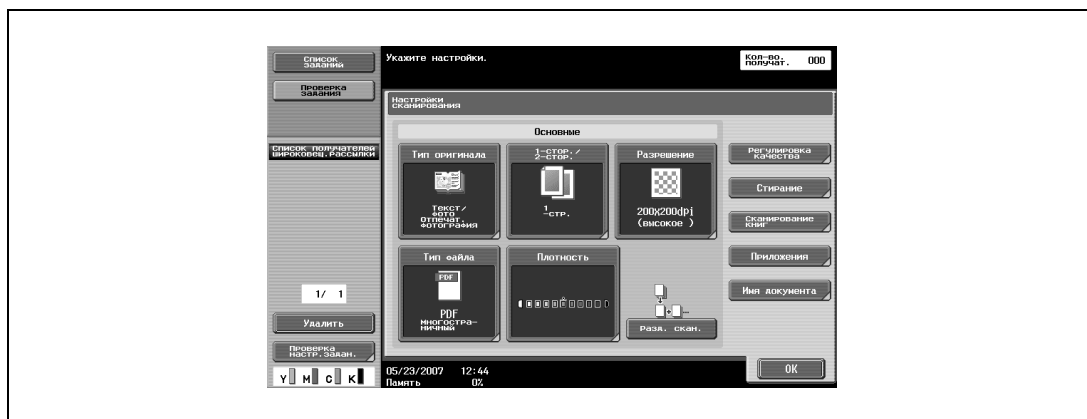 Список
заданий
Проверка
задания
Список получателей
широковещ.рассылки
1/ 1
Удалить
Проверка
настр.задан.
Y M C K
Укажите настройки.
Кол-во.
получат. 000
Настройки
сканирования
Основные
Тип оригинала
Текст/
фото
Отпечат.
фотография
1-стор./
2-стор.
1
-стр.
Разрешение
200X200dpi
(высокое )
Тип файла
PDF
PDF
многостра-
ничный
Плотность
Разд. скан.
Регулировка
качества
Стирание
Сканирование
книг
Приложения
Имя документа
05/23/2007 12:44
Память 0%
OK